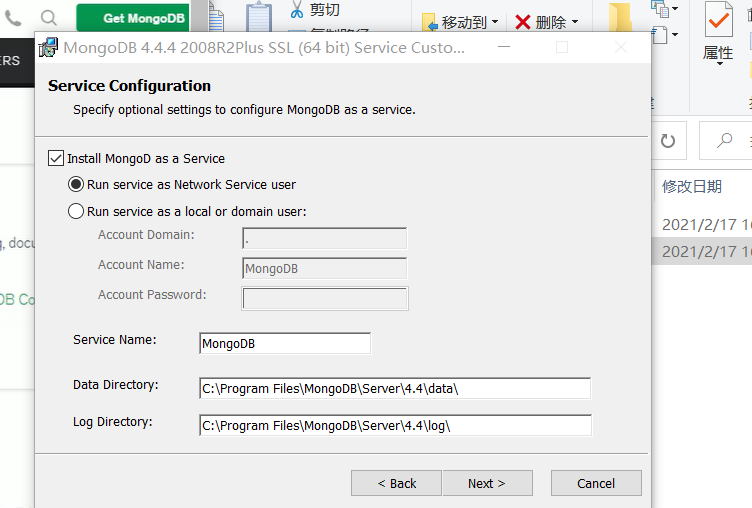 Get MongoDB
剪切
移动到
删除
属性
ERS
MongoDB 4.4.4 2008R2Plus SSL (64 bit) Service Custo...
Service Configuration
Specify optional settings to configure MongoDB as a service.
Install MongoD as a Service
Run service as Network Service user
Run service as a local or domain user:
Account Domain:
.
Account Name:
MongoDB
Account Password:
Service Name:
MongoDB
Data Directory:
C:\Program Files\MongoDB\Server\4.4\data\
Log Directory:
C:\Program Files\MongoDB\Server\4.4\log\
< Back
Next >
Cancel
修改日期
2021/2/17 1
2021/2/17 1
g, docu
DB Co